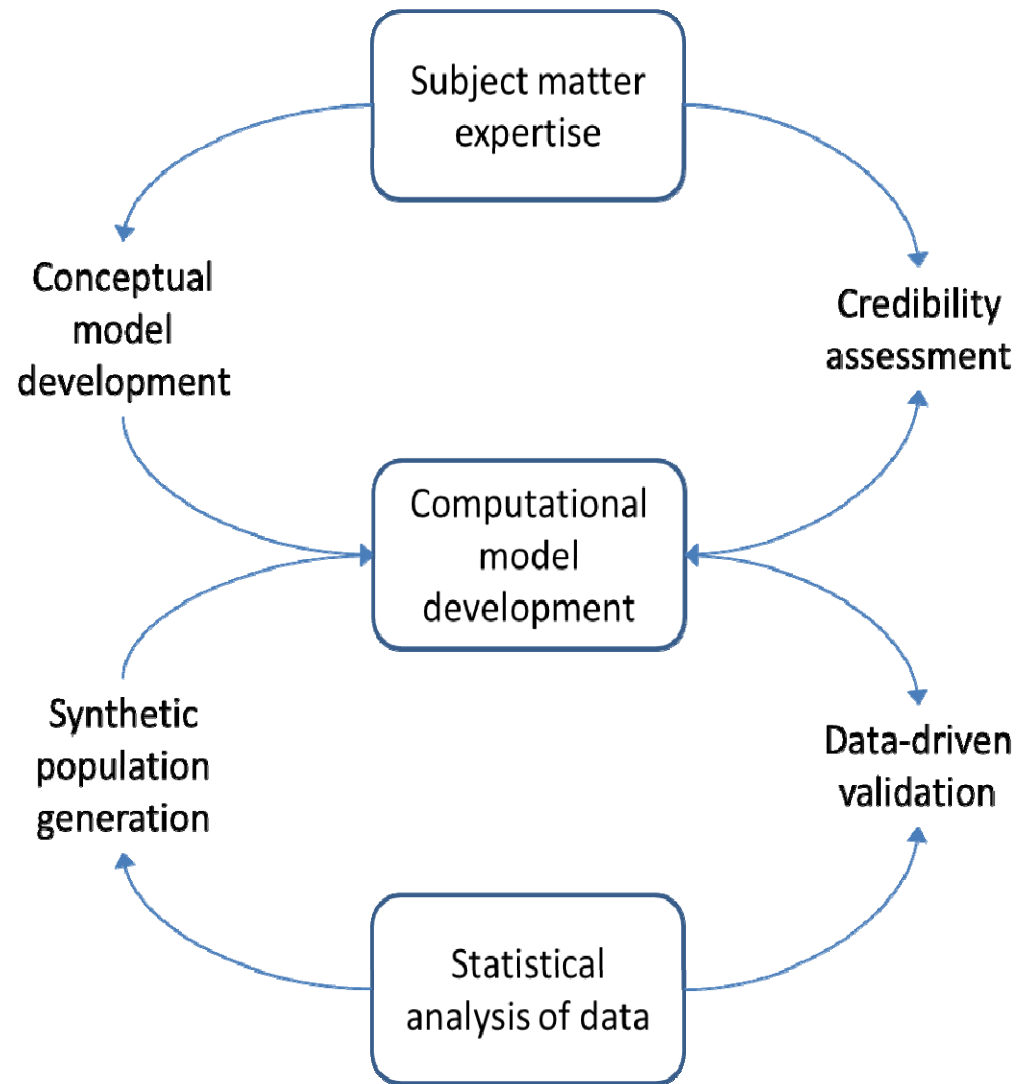 Subject matter
expertise
Conceptual
model
development
Credibility
assessment
Computational
model
development
Synthetic
population
generation
Data-driven
validation
Statistical
analysis of data